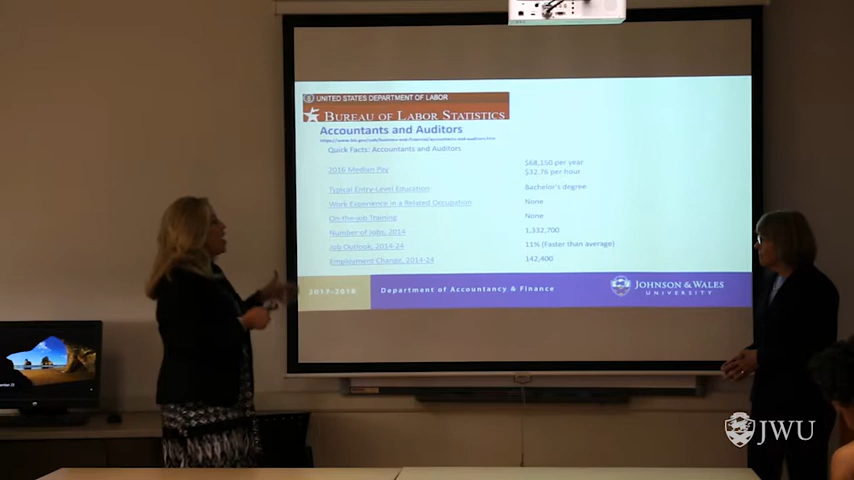 UNITED STATES DEPARTMENT OF LABOR
BUREAU OF LABOR STATISTICS
Accountants and Auditors
Quick Facts: Accountants and Auditors
2016 Median Pay $68,150 per year
$32.76 per hour
Typical Entry-Level Education Bachelor's degree
Work Experience in a Related Occupation None
On-the-job Training None
Number of Jobs, 2014 1,332,700
Job Outlook, 2014-24 11% (Faster than average)
Employment Change, 2014-24 142,400
2017-2018 Department of Accountancy & Finance JOHNSON & WALES
UNIVERSITY
JWU